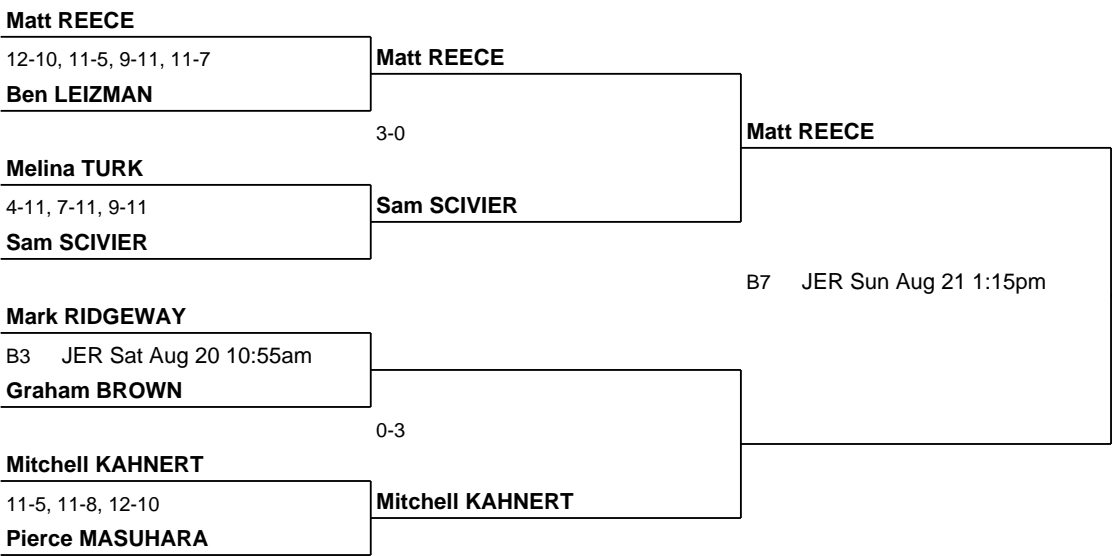 Matt REECE
12-10, 11-5, 9-11, 11-7
Matt REECE
Ben LEIZMAN
3-0
Matt REECE
Melina TURK
4-11, 7-11, 9-11
Sam SCIVIER
Sam SCIVIER
B7 JER Sun Aug 21 1:15pm
Mark RIDGEWAY
B3 JER Sat Aug 20 10:55am
Graham BROWN
0-3
Mitchell KAHNERT
11-5, 11-8, 12-10
Mitchell KAHNERT
Pierce MASUHARA